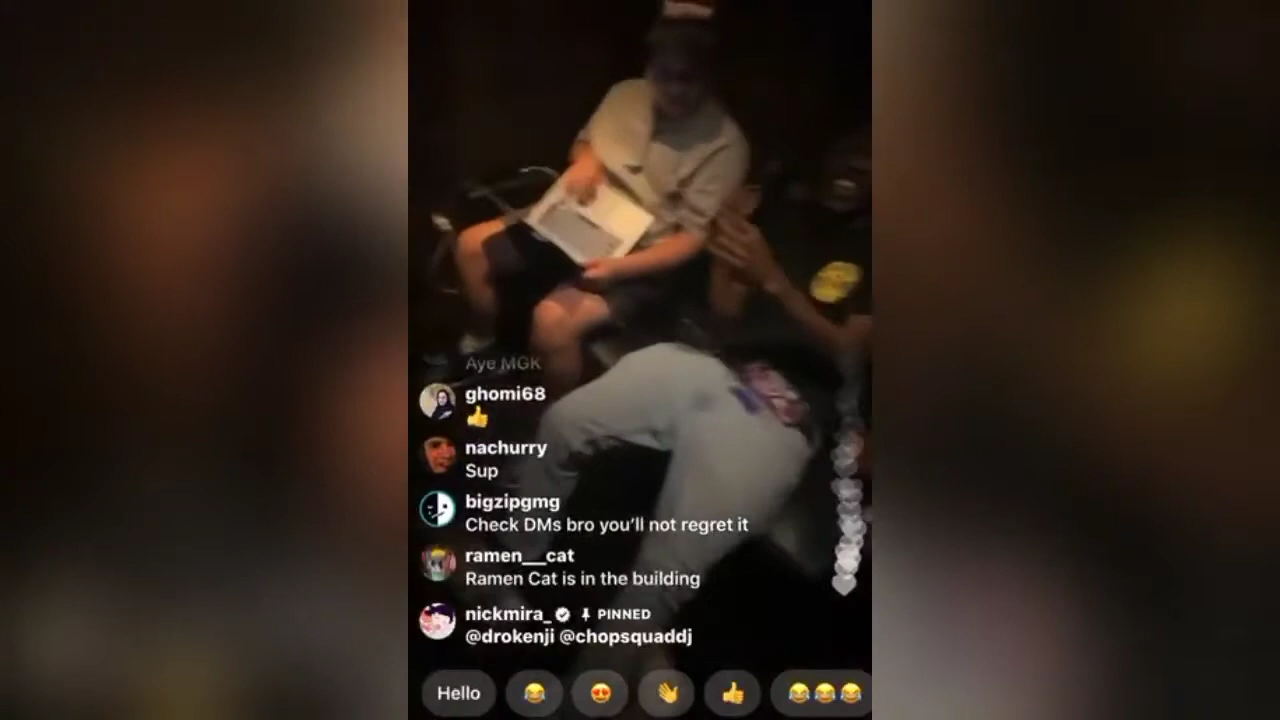 Aye MGK
ghomi68
👍
nachurry
Sup
bigzipgmg
Check DMs bro you’ll not regret it
ramen__cat
Ramen Cat is in the building
nickmira_ PINNED
@drokenji @chopsquaddj
Hello 😂 😍 👋 👍 😂😂😂